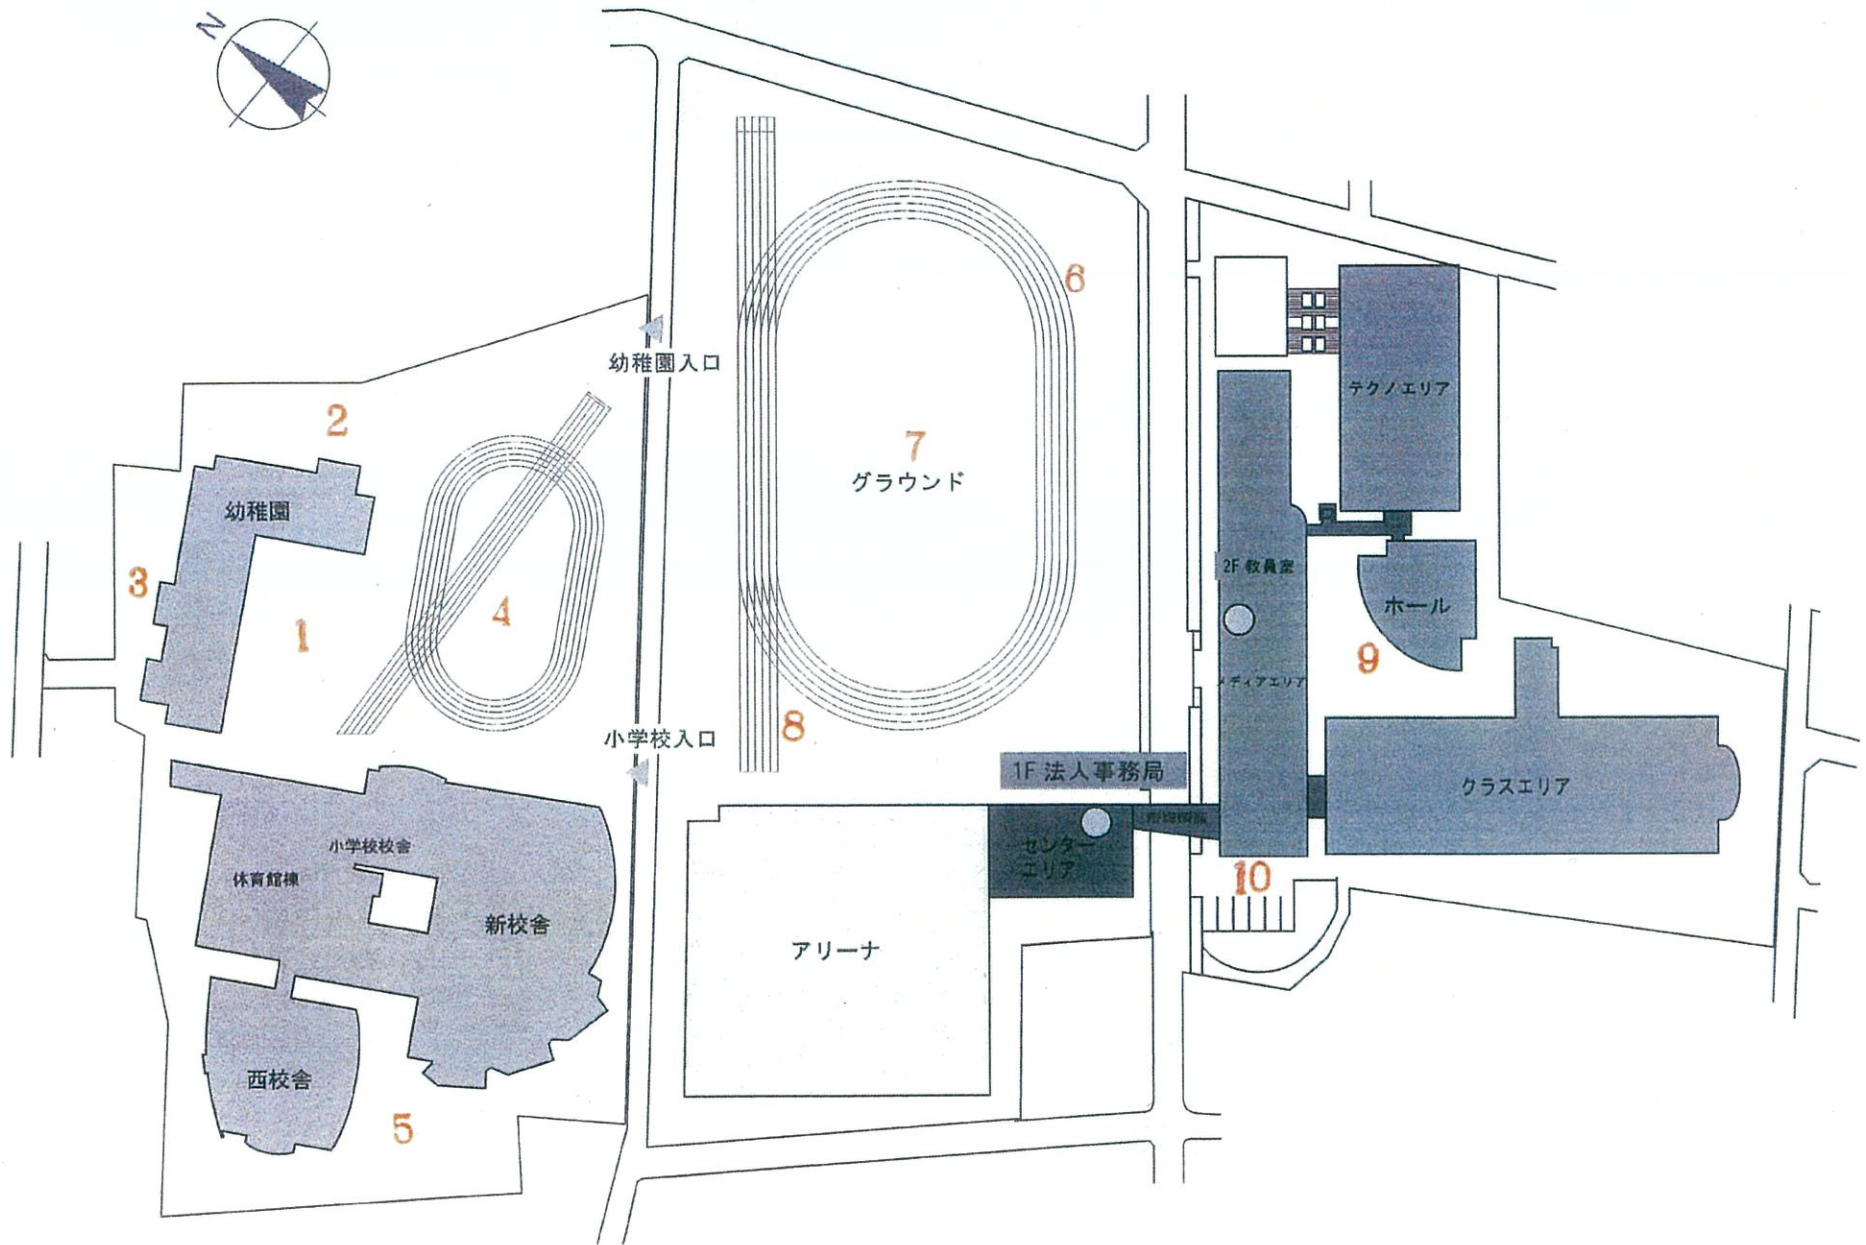 N
6
幼稚園入口
テクノエリア
2
7
グラウンド
幼稚園
2F 教員室
3
4
ホール
1
9
メディアエリア
8
小学校入口
1F 法人事務局
クラスエリア
小学校校舎
センター
エリア
体育館棟
10
新校舎
アリーナ
西校舎
5